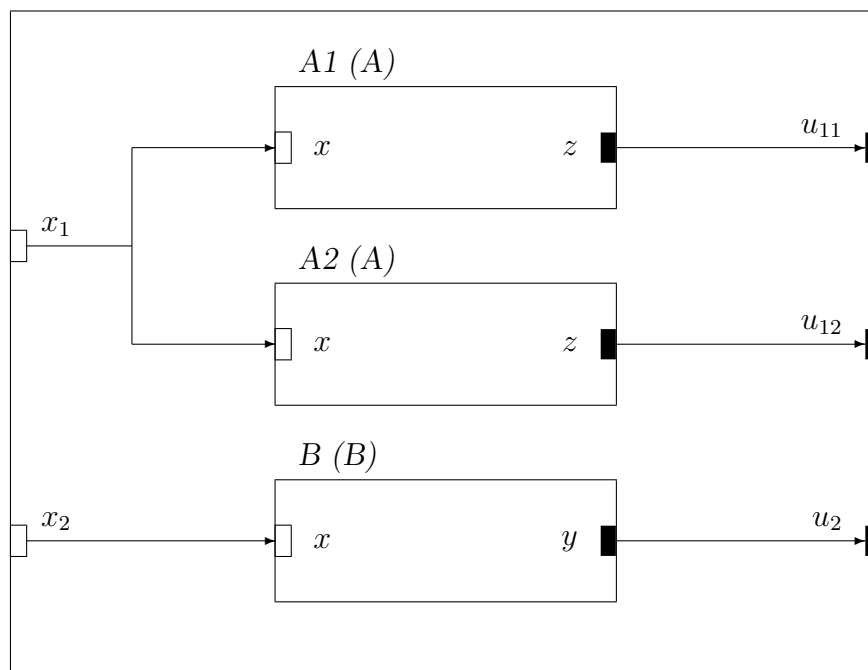 A1 (A)
x z u₁₁
x₁
A2 (A)
x z u₁₂
B (B)
x₂ x y u₂